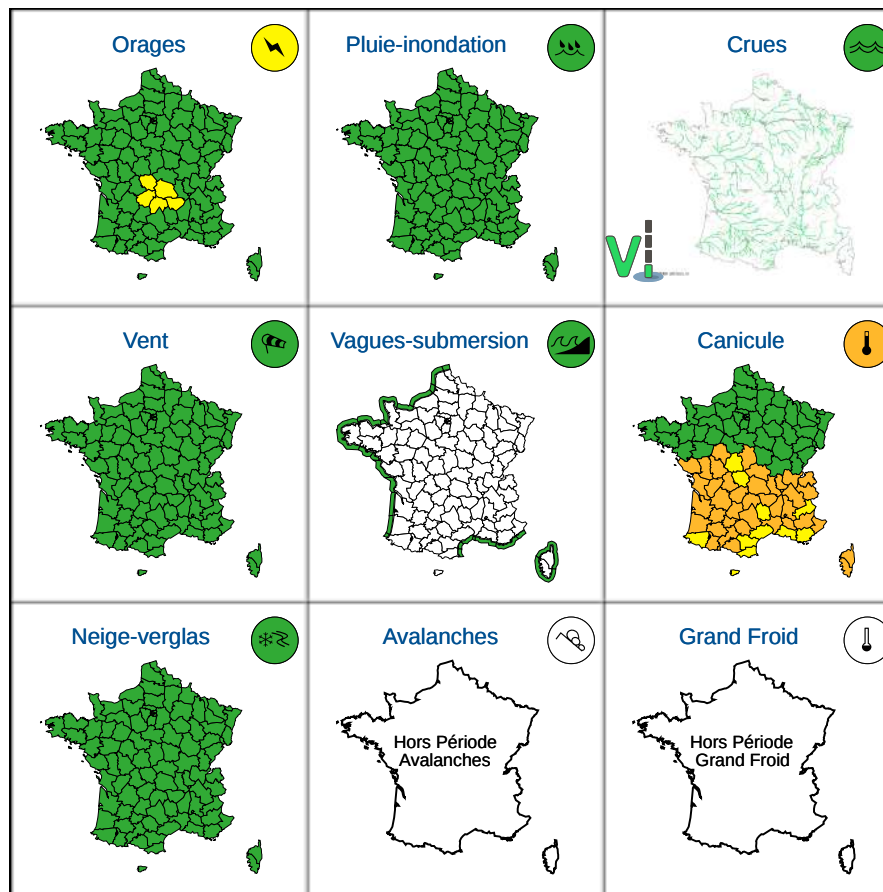 Orages
Pluie-inondation
Crues
Vent
Vagues-submersion
Canicule
Neige-verglas
Avalanches
Hors Période
Avalanches
Grand Froid
Hors Période
Grand Froid